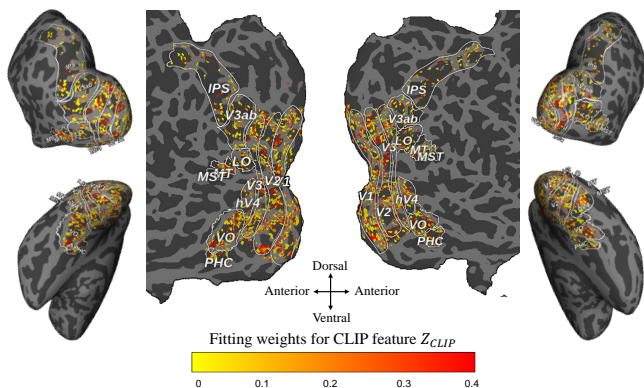 IPS
V3ab
LO
MST
V3
V2/1
hV4
VO
PHC
IPS
V3ab
V3
LO
MT
MST
V1
hV4
V2
VO
PHC
Dorsal
Anterior
Anterior
Ventral
Fitting weights for CLIP feature Z_CLIP
0 0.1 0.2 0.3 0.4